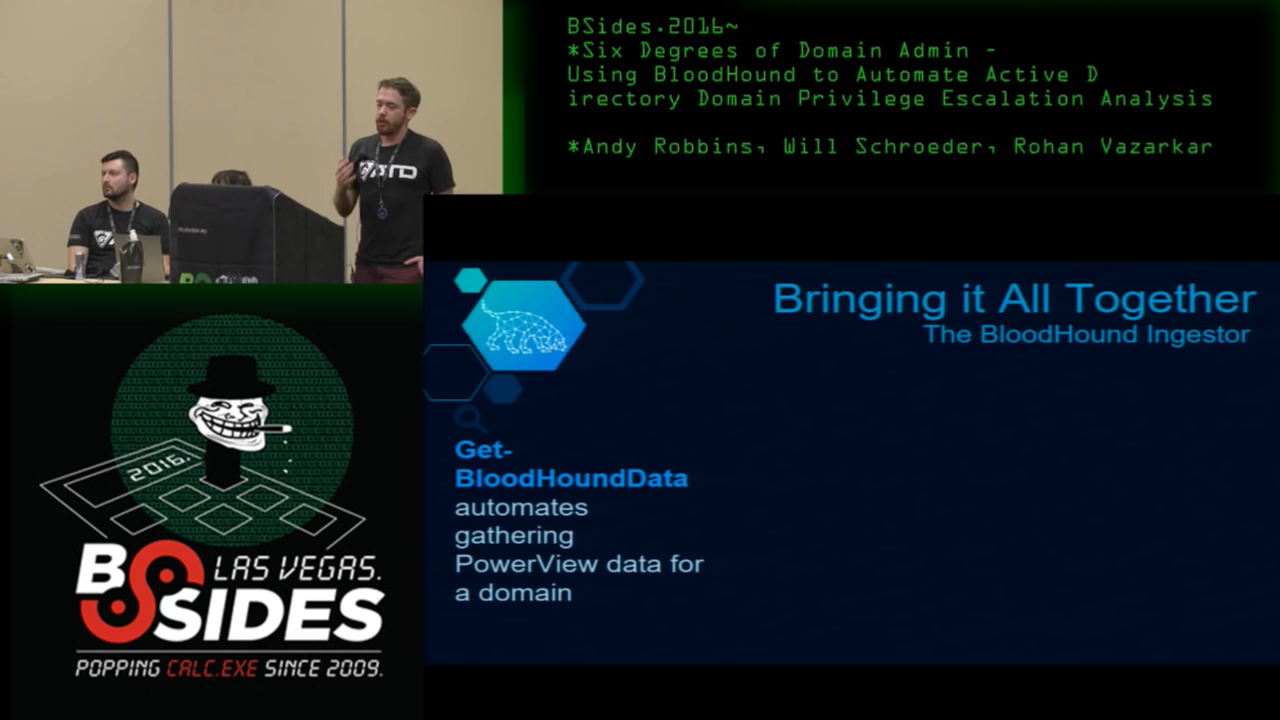 BSides.2016~
*Six Degrees of Domain Admin -
Using BloodHound to Automate Active D
irectory Domain Privilege Escalation Analysis
*Andy Robbins, Will Schroeder, Rohan Vazarkar
Bringing it All Together
The BloodHound Ingestor
Get-
BloodHoundData
automates
gathering
PowerView data for
a domain
2016.
BSIDES
LAS VEGAS.
POPPING CALC.EXE SINCE 2009.